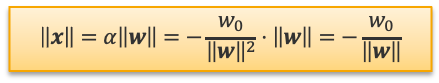 ‖𝒙‖ = α‖𝒘‖ = −w₀/‖𝒘‖² · ‖𝒘‖ = −w₀/‖𝒘‖